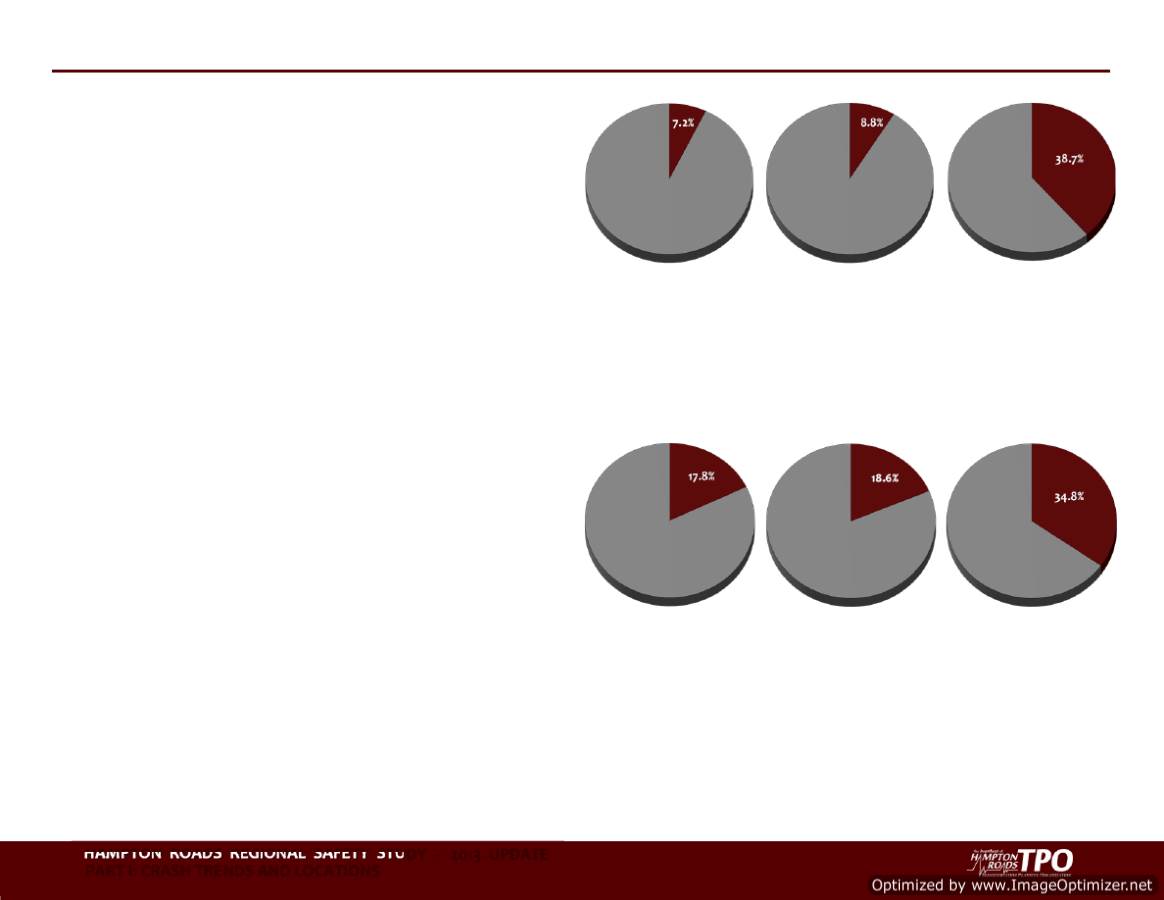 7.2%
8.8%
38.7%
17.8%
18.6%
34.8%
HAMPTON ROADS REGIONAL SAFETY STUDY 2013 UPDATE
PART I: CRASH TRENDS AND LOCATIONS
HAMPTON
ROADS TPO
Optimized by www.ImageOptimizer.net